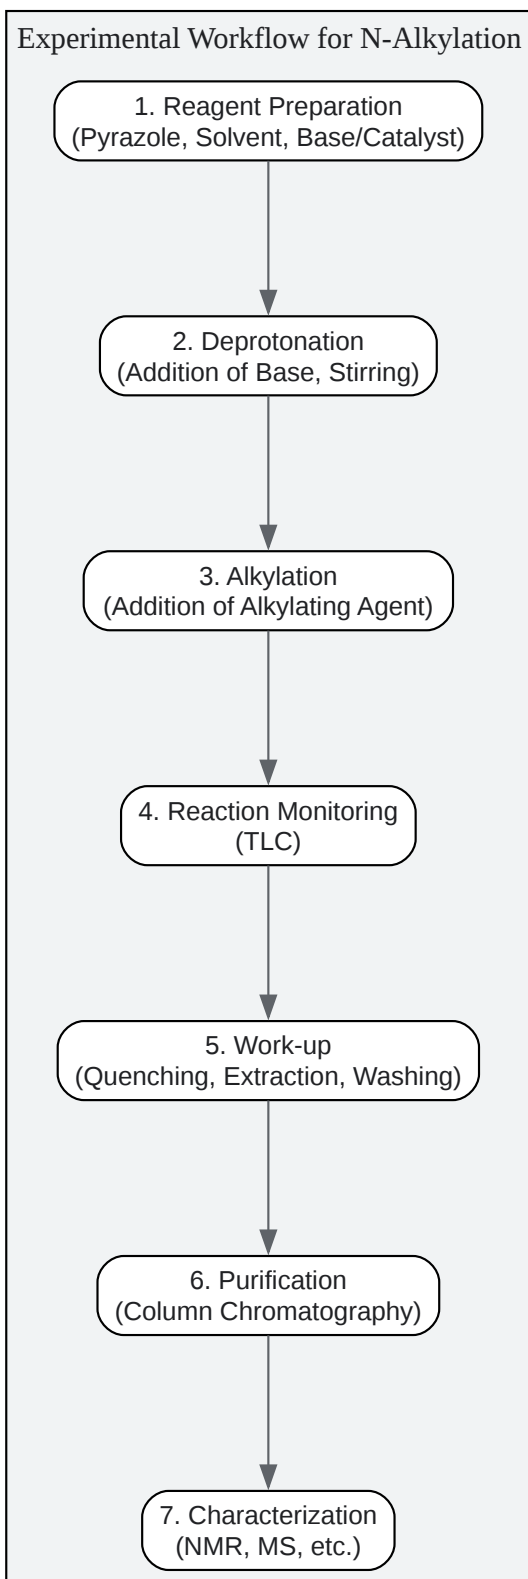 Experimental Workflow for N-Alkylation
1. Reagent Preparation
(Pyrazole, Solvent, Base/Catalyst)
2. Deprotonation
(Addition of Base, Stirring)
3. Alkylation
(Addition of Alkylating Agent)
4. Reaction Monitoring
(TLC)
5. Work-up
(Quenching, Extraction, Washing)
6. Purification
(Column Chromatography)
7. Characterization
(NMR, MS, etc.)